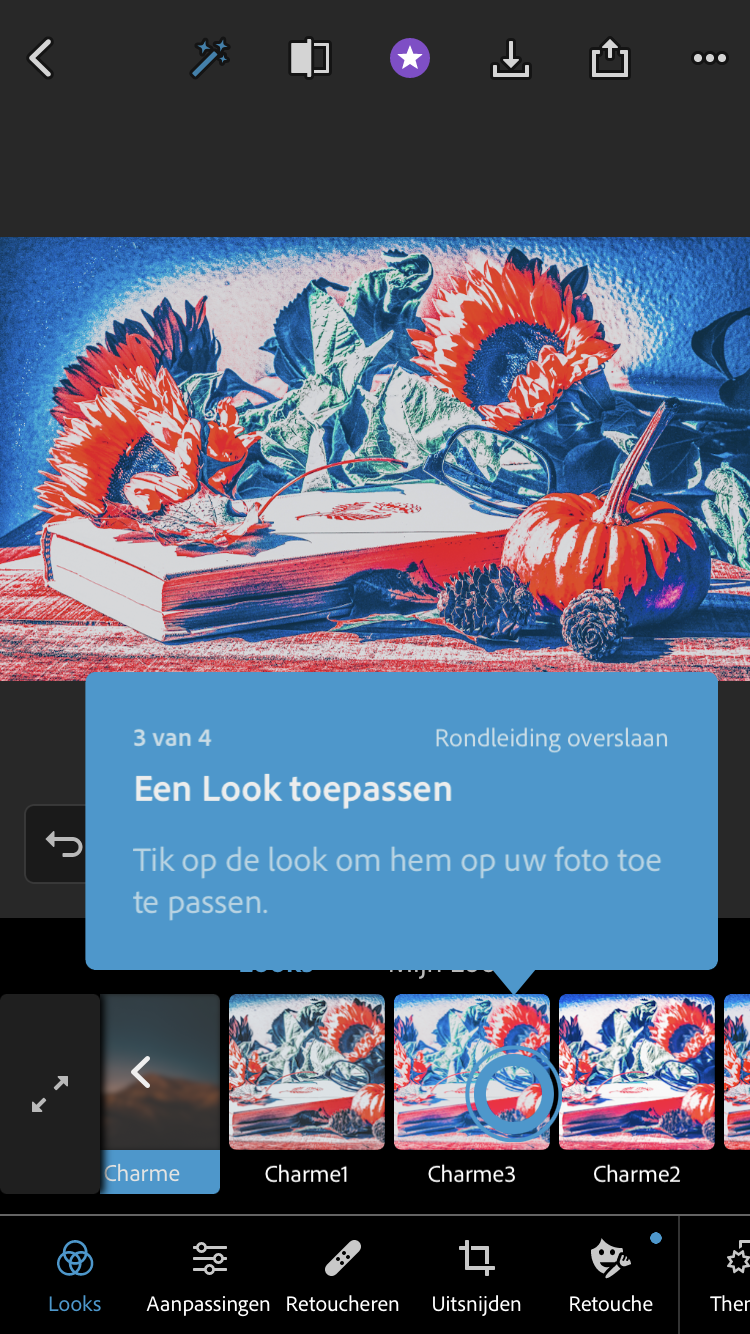 3 van 4
Rondleiding overslaan
Een Look toepassen
Tik op de look om hem op uw foto toe
te passen.
Charme
Charme1
Charme3
Charme2
Looks
Aanpassingen
Retoucheren
Uitsnijden
Retouche